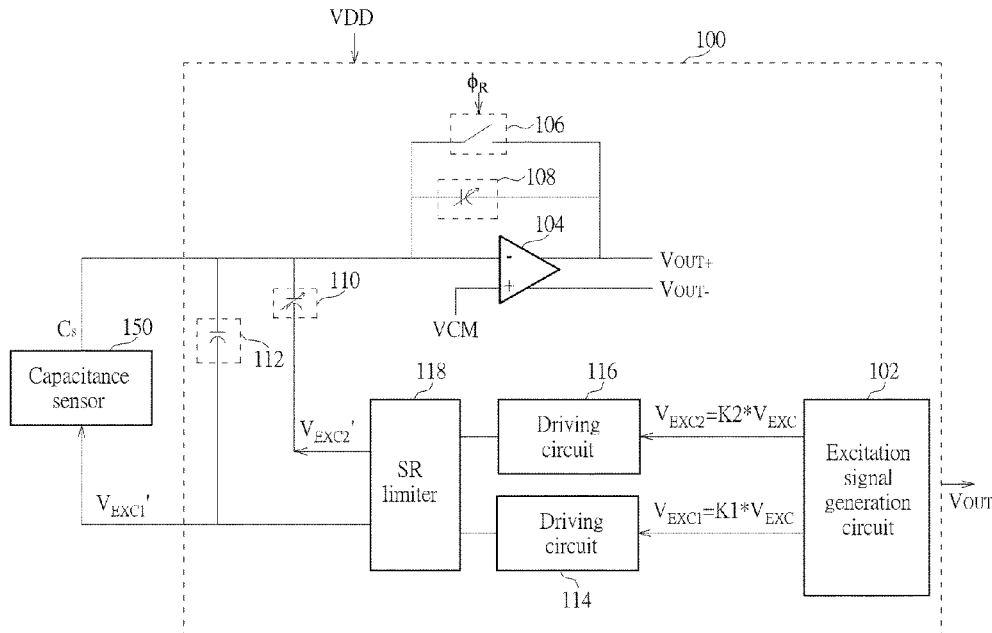 VDD
100
ϕR
106
108
104
-
+
VOUT+
VOUT-
VCM
110
Cs
150
112
Capacitance
sensor
118
116
102
VEXC2'
SR
limiter
Driving
circuit
VEXC2=K2*VEXC
Excitation
signal
generation
circuit
VOUT
VEXC1'
Driving
circuit
VEXC1=K1*VEXC
114